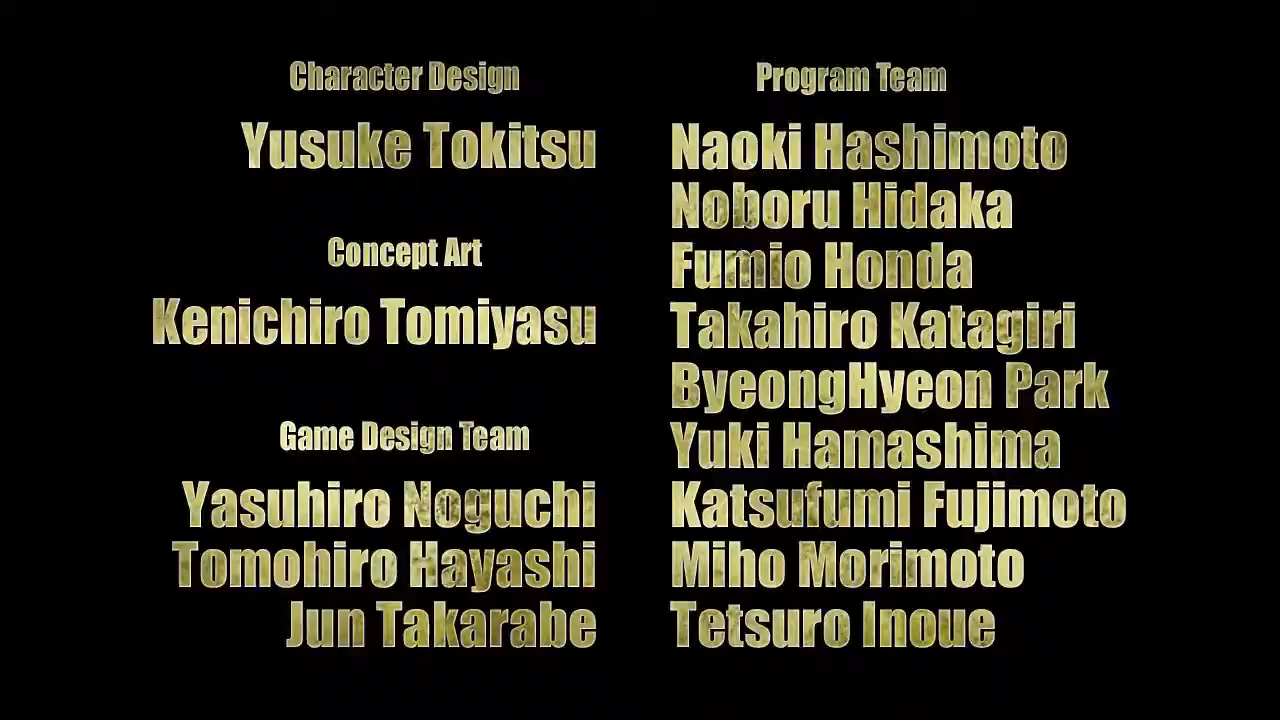 Character Design
Yusuke Tokitsu
Concept Art
Kenichiro Tomiyasu
Game Design Team
Yasuhiro Noguchi
Tomohiro Hayashi
Jun Takarabe
Program Team
Naoki Hashimoto
Noboru Hidaka
Fumio Honda
Takahiro Katagiri
ByeongHyeon Park
Yuki Hamashima
Katsufumi Fujimoto
Miho Morimoto
Tetsuro Inoue